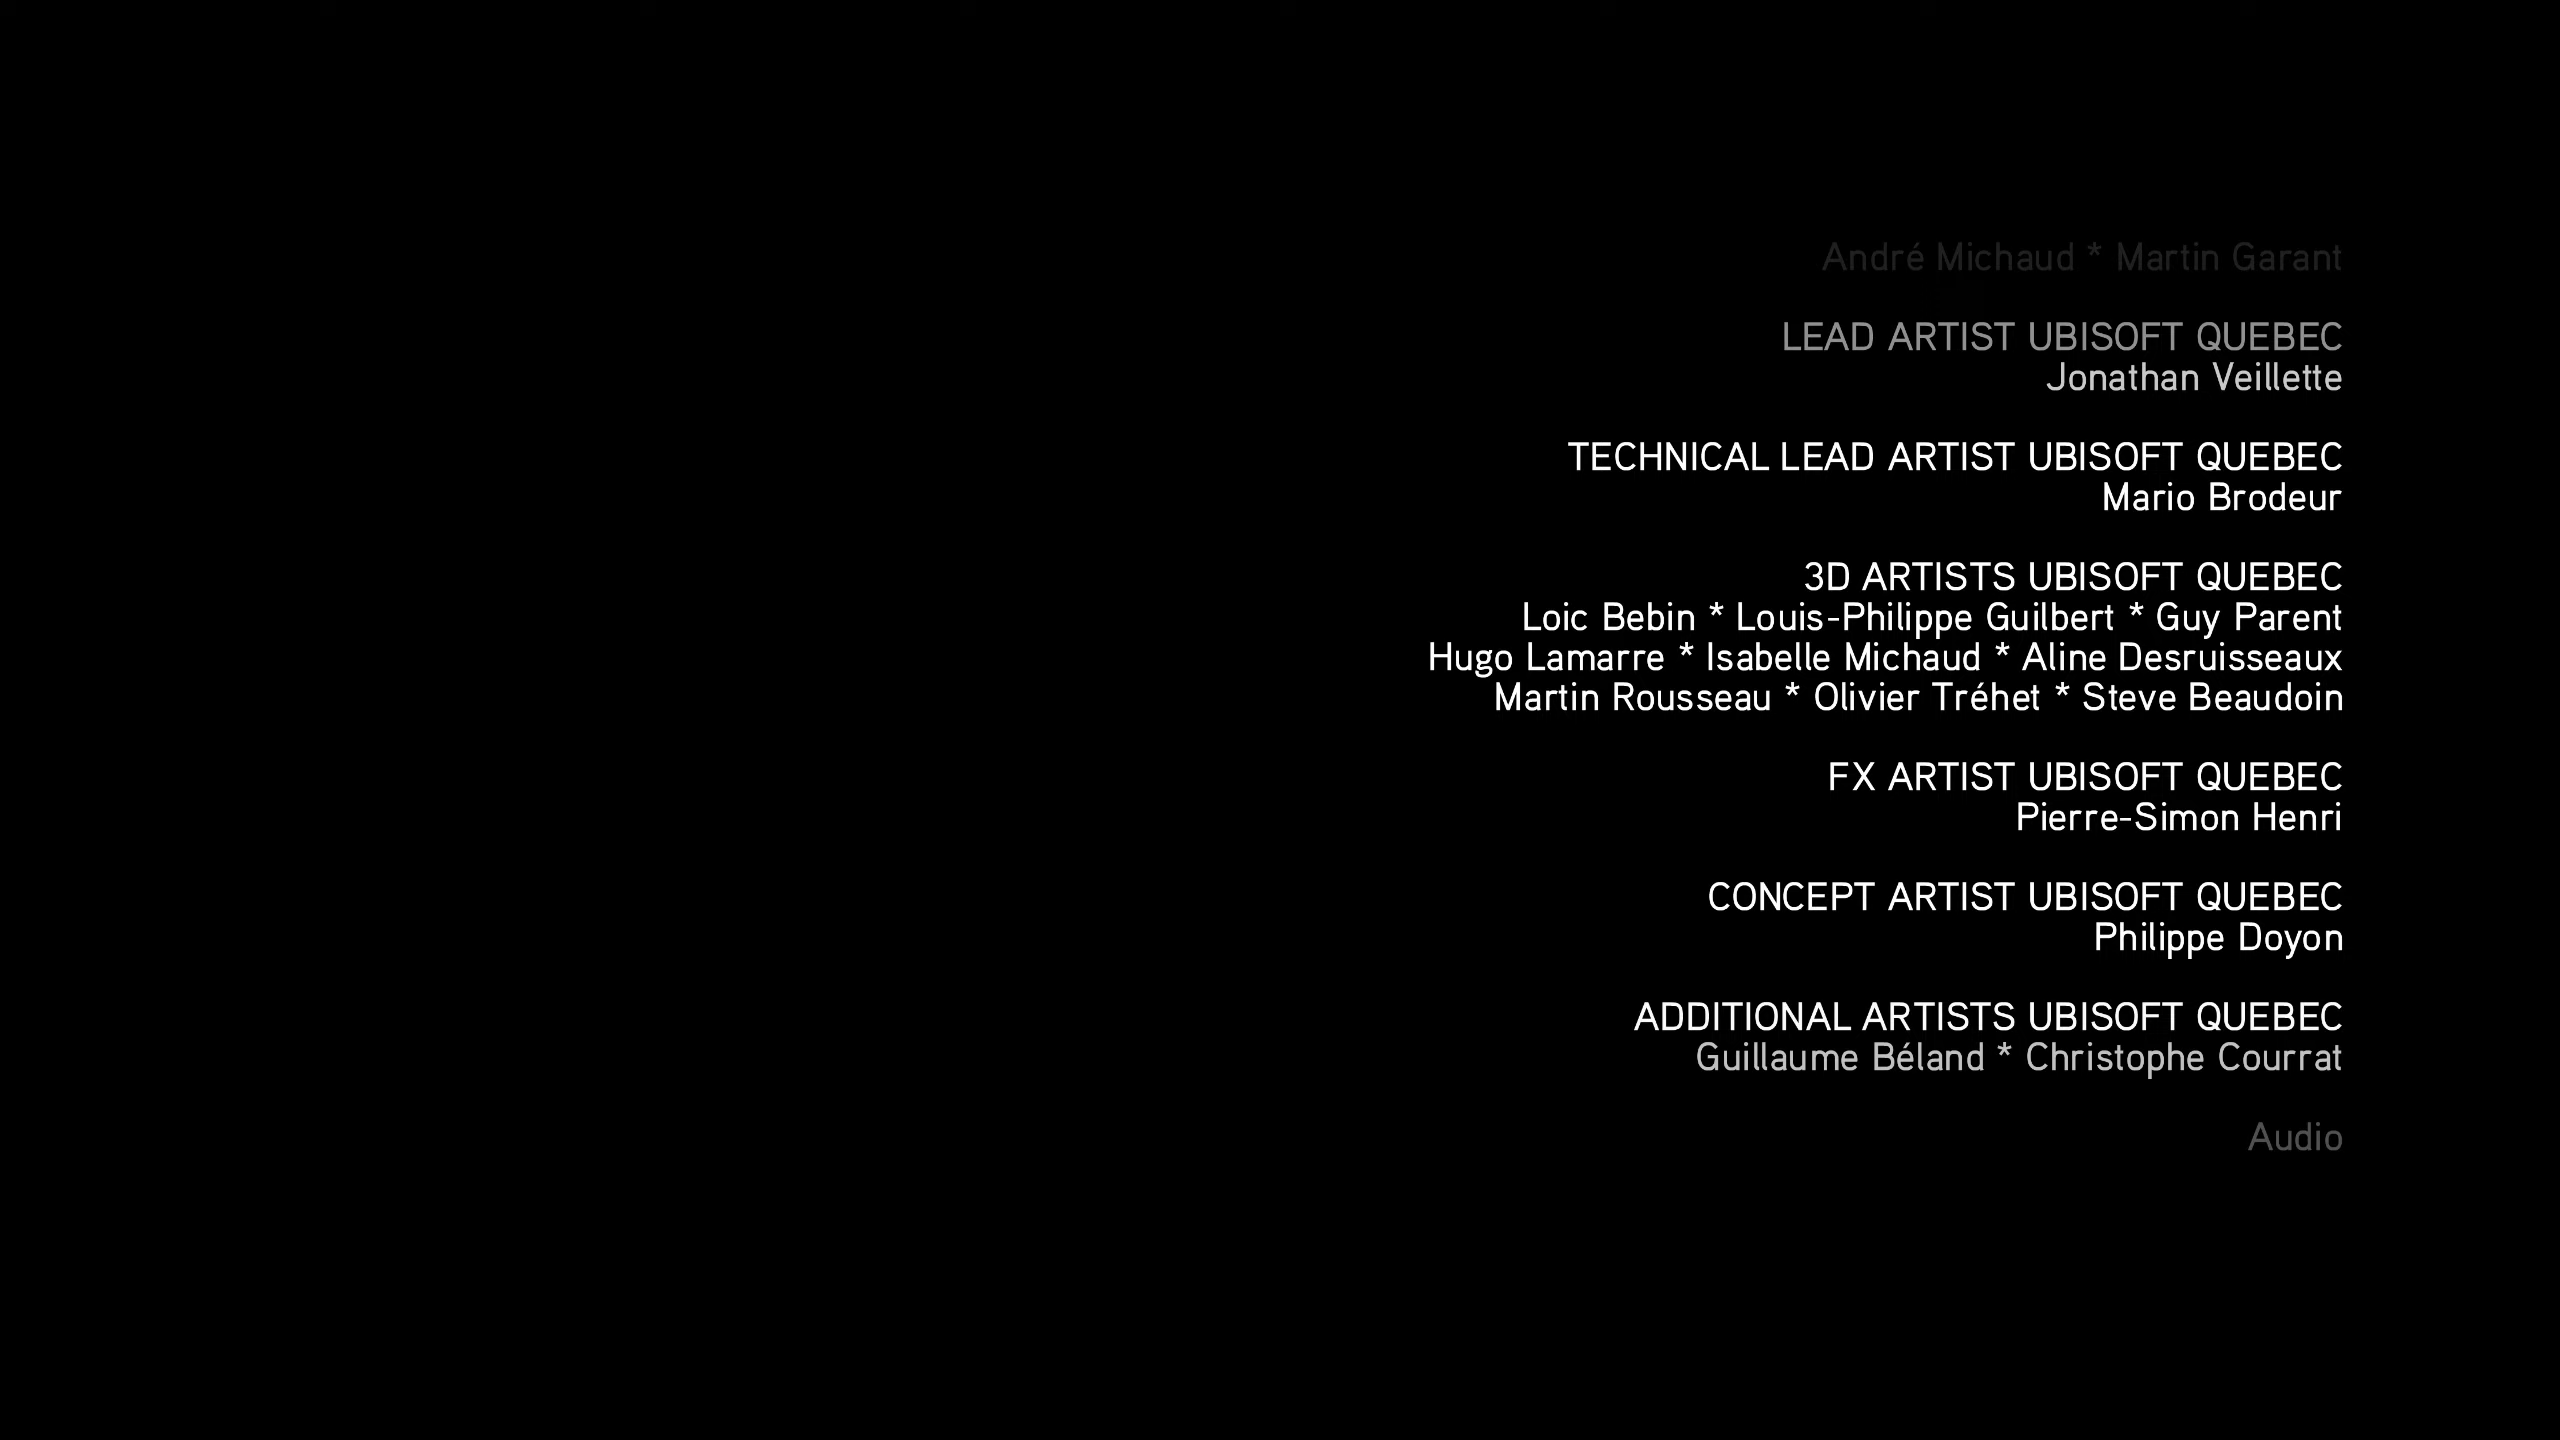 André Michaud * Martin Garant
LEAD ARTIST UBISOFT QUEBEC
Jonathan Veillette
TECHNICAL LEAD ARTIST UBISOFT QUEBEC
Mario Brodeur
3D ARTISTS UBISOFT QUEBEC
Loic Bebin * Louis-Philippe Guilbert * Guy Parent
Hugo Lamarre * Isabelle Michaud * Aline Desruisseaux
Martin Rousseau * Olivier Tréhet * Steve Beaudoin
FX ARTIST UBISOFT QUEBEC
Pierre-Simon Henri
CONCEPT ARTIST UBISOFT QUEBEC
Philippe Doyon
ADDITIONAL ARTISTS UBISOFT QUEBEC
Guillaume Béland * Christophe Courrat
Audio